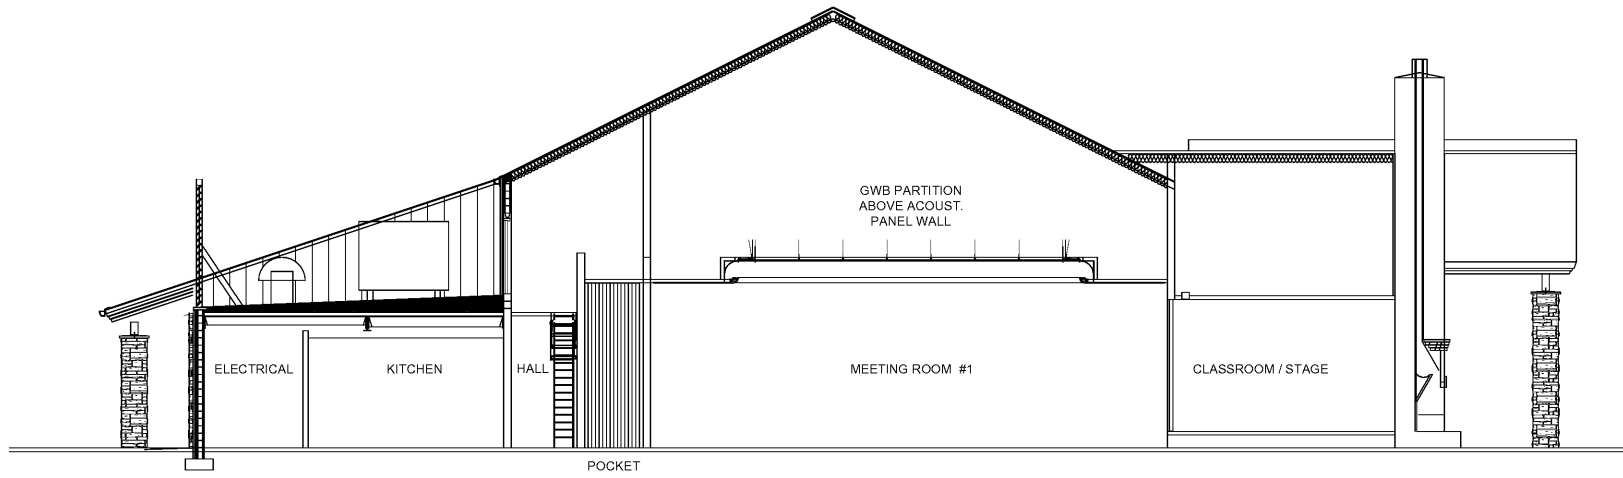 GWB PARTITION
ABOVE ACOUST.
PANEL WALL
ELECTRICAL
KITCHEN
HALL
MEETING ROOM #1
CLASSROOM / STAGE
POCKET